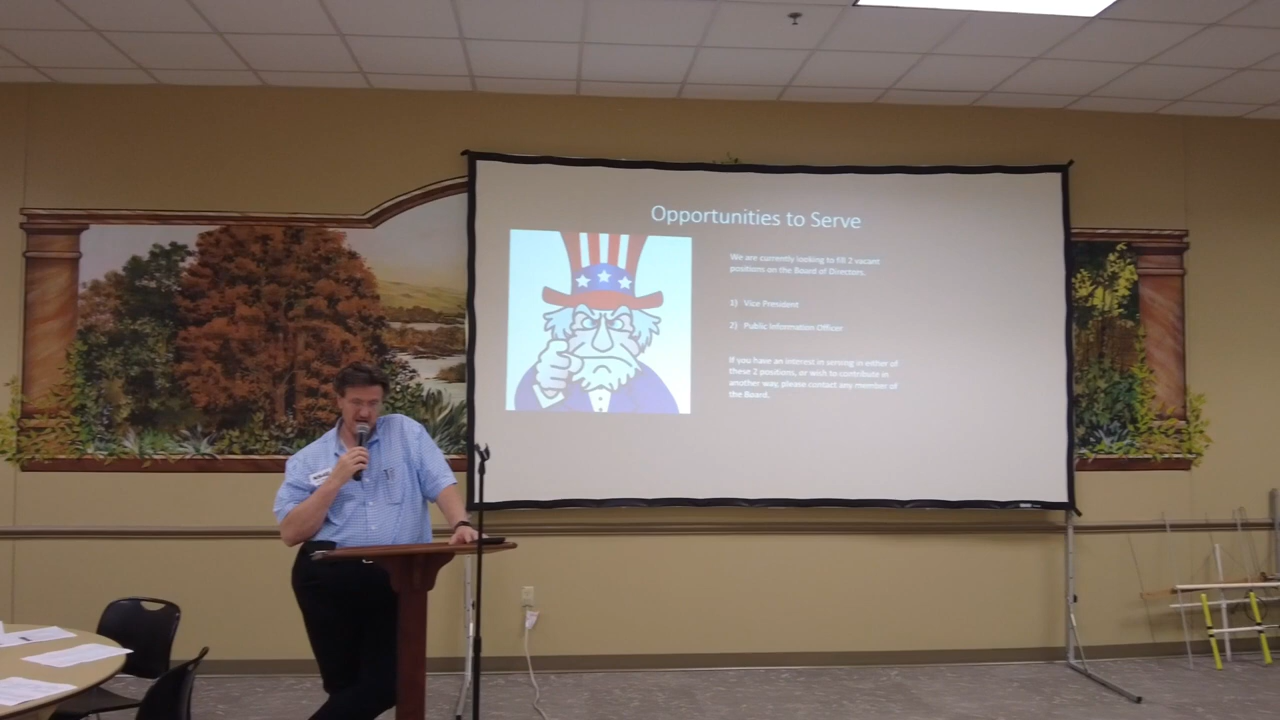 Opportunities to Serve
We are currently looking to fill 2 vacant
positions on the Board of Directors.
1) Vice President
2) Public Information Officer
If you have an interest in serving in either of
these 2 positions, or wish to contribute in
another way, please contact any member of
the Board.